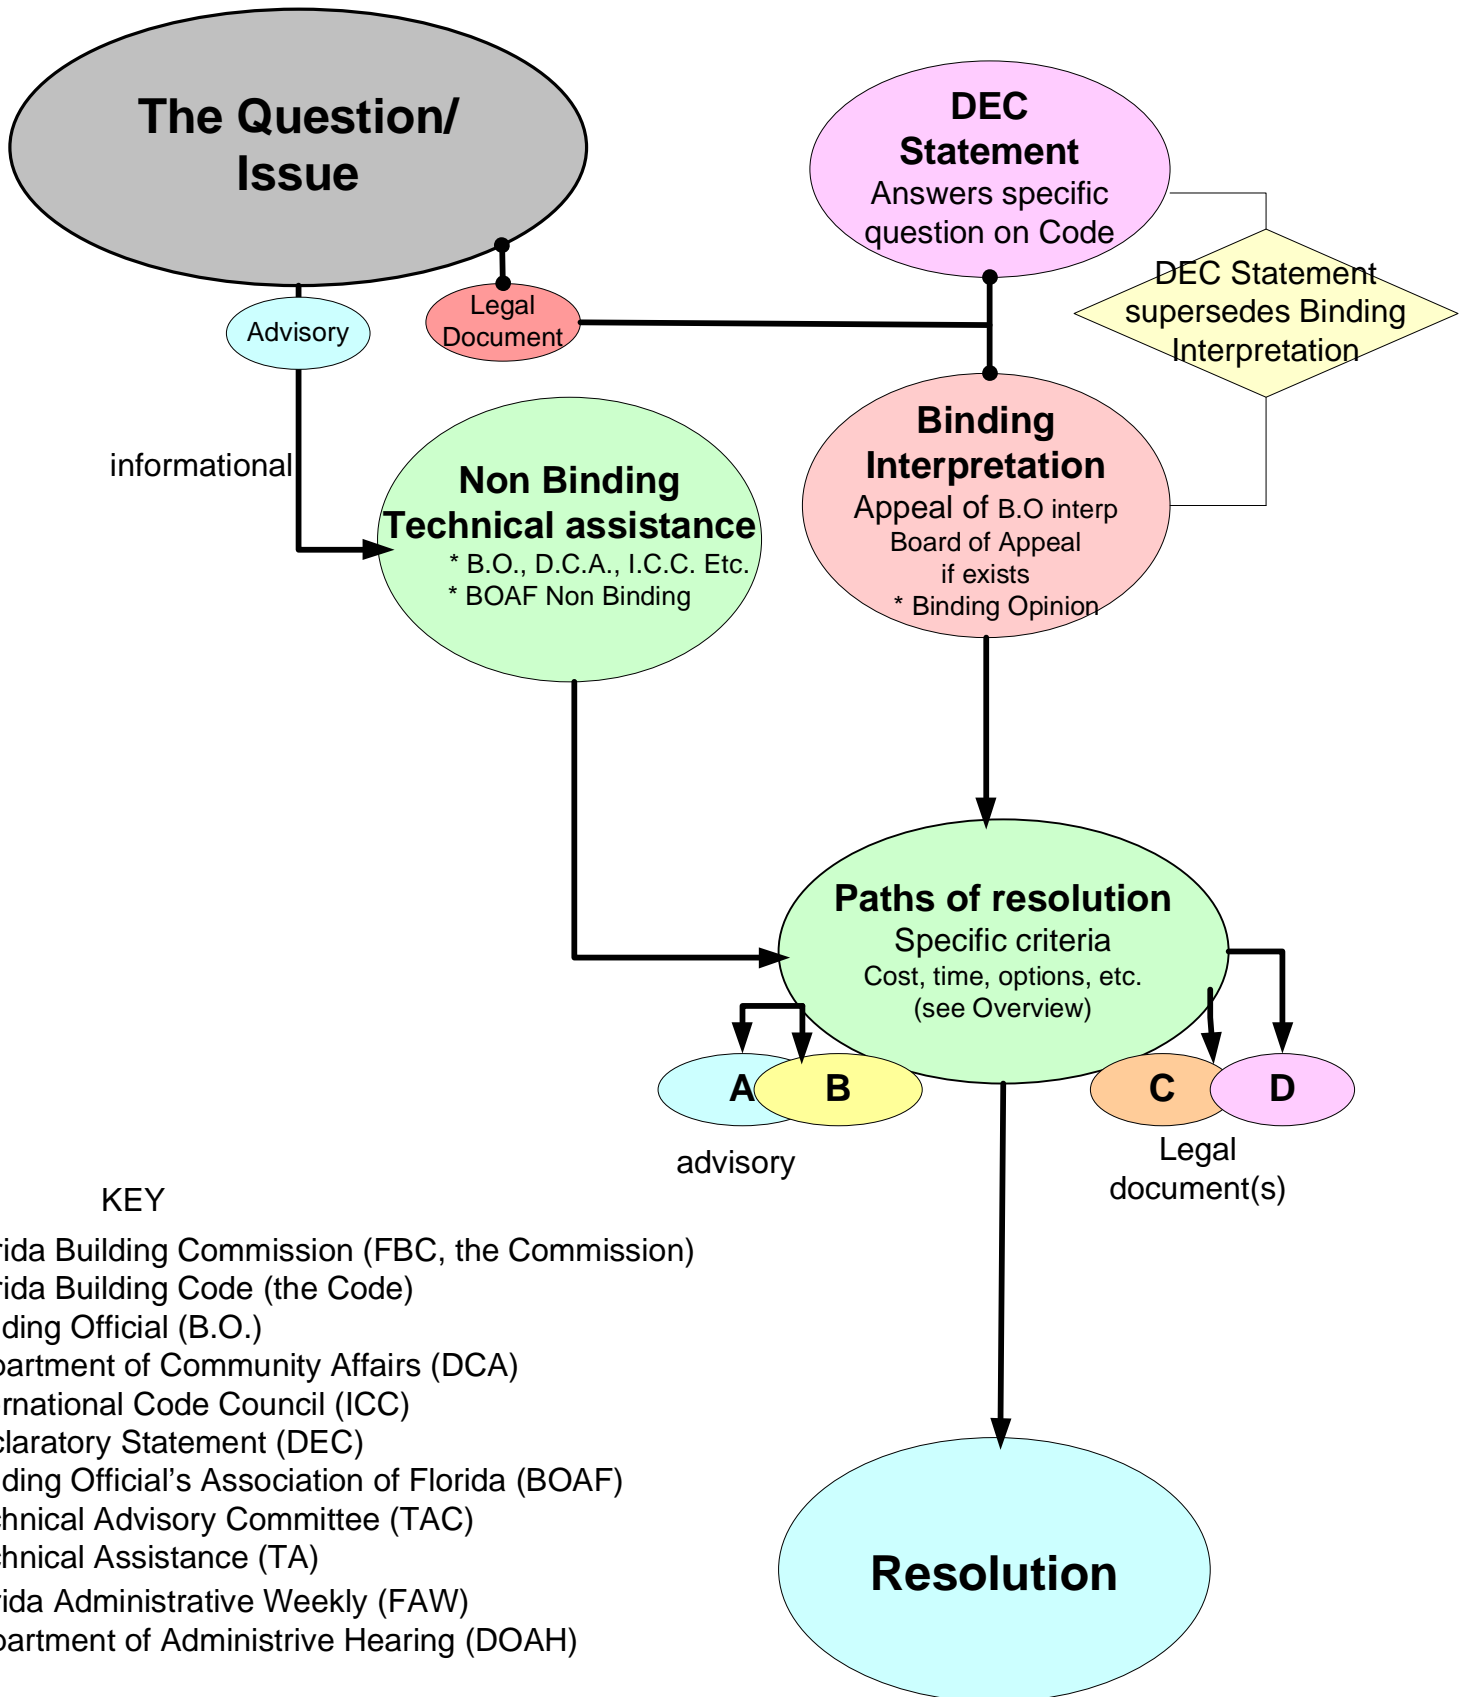 The Question/
Issue
DEC
Statement
Answers specific
question on Code
DEC Statement
supersedes Binding
Interpretation
Legal
Document
Advisory
informational
Non Binding
Technical assistance
* B.O., D.C.A., I.C.C. Etc.
* BOAF Non Binding
Binding
Interpretation
Appeal of B.O interp
Board of Appeal
if exists
* Binding Opinion
Paths of resolution
Specific criteria
Cost, time, options, etc.
(see Overview)
A
B
C
D
advisory
Legal
document(s)
KEY
rida Building Commission (FBC, the Commission)
rida Building Code (the Code)
ding Official (B.O.)
partment of Community Affairs (DCA)
ernational Code Council (ICC)
claratory Statement (DEC)
ding Official's Association of Florida (BOAF)
chnical Advisory Committee (TAC)
chnical Assistance (TA)
rida Administrative Weekly (FAW)
partment of Administrive Hearing (DOAH)
Resolution